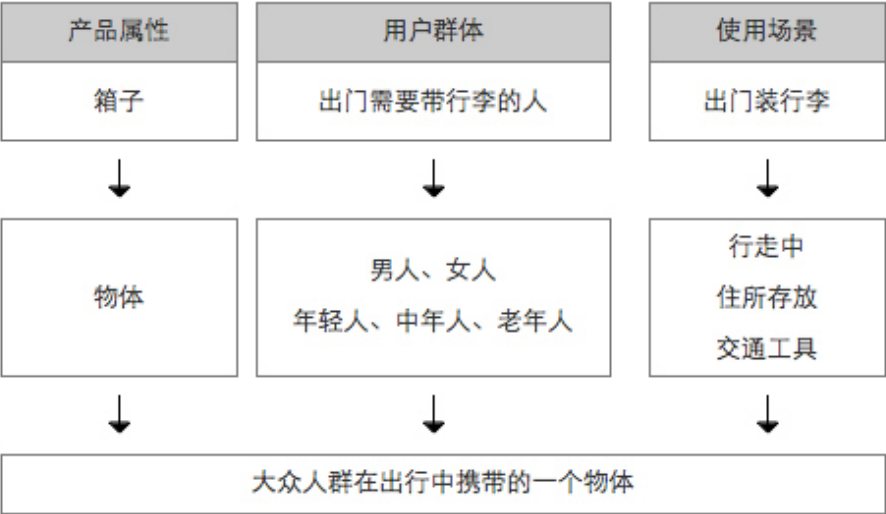 产品属性
用户群体
使用场景
箱子
出门需要带行李的人
出门装行李
物体
男人、女人
年轻人、中年人、老年人
行走中
住所存放
交通工具
大众人群在出行中携带的一个物体